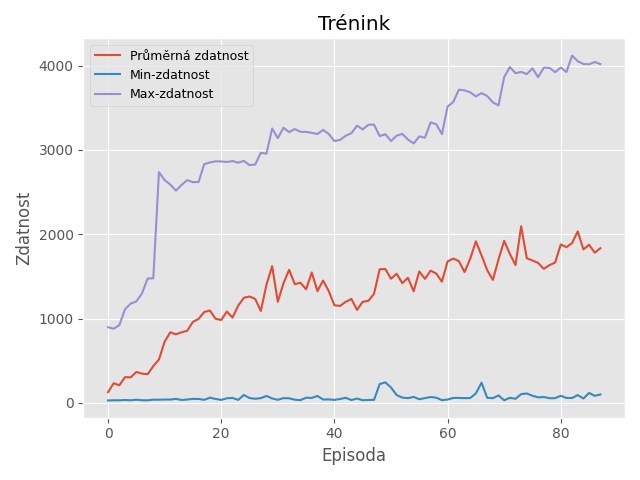 Trénink
Průměrná zdatnost
Min-zdatnost
Max-zdatnost
Zdatnost
4000
3000
2000
1000
0
0 20 40 60 80
Episoda